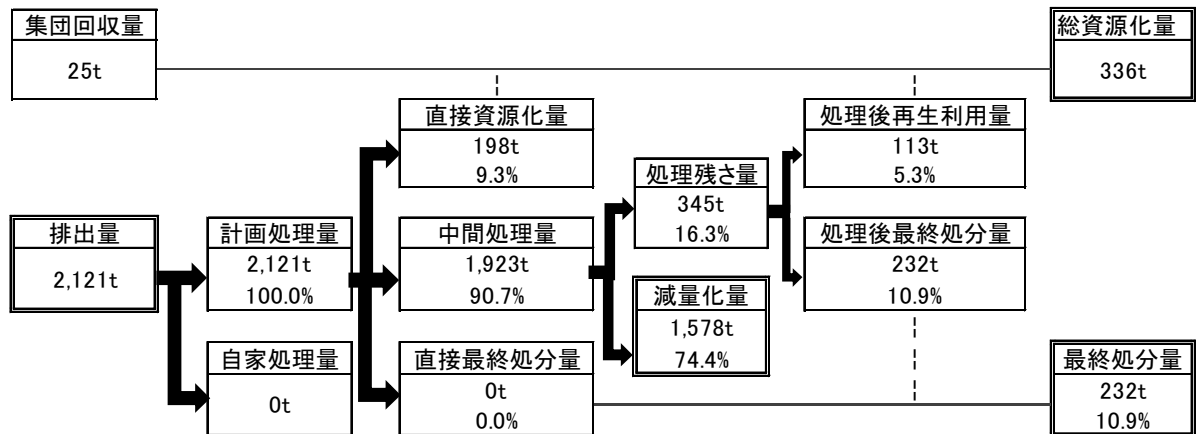 集団回収量
25t
総資源化量
336t
直接資源化量
198t
9.3%
処理後再生利用量
113t
5.3%
処理残さ量
345t
16.3%
排出量
2,121t
計画処理量
2,121t
100.0%
中間処理量
1,923t
90.7%
処理後最終処分量
232t
10.9%
減量化量
1,578t
74.4%
自家処理量
0t
直接最終処分量
0t
0.0%
最終処分量
232t
10.9%